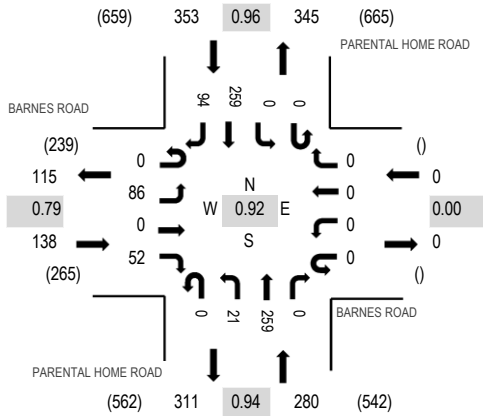 (659) 353 0.96 345 (665)
PARENTAL HOME ROAD
94 259 0 0
BARNES ROAD
(239) ()
0 0
115 0
86 0
N
0.79 W 0.92 E 0.00
0 0
138 S 0
52 0
(265) ()
0 21 259 0
BARNES ROAD
PARENTAL HOME ROAD
(562) 311 0.94 280 (542)